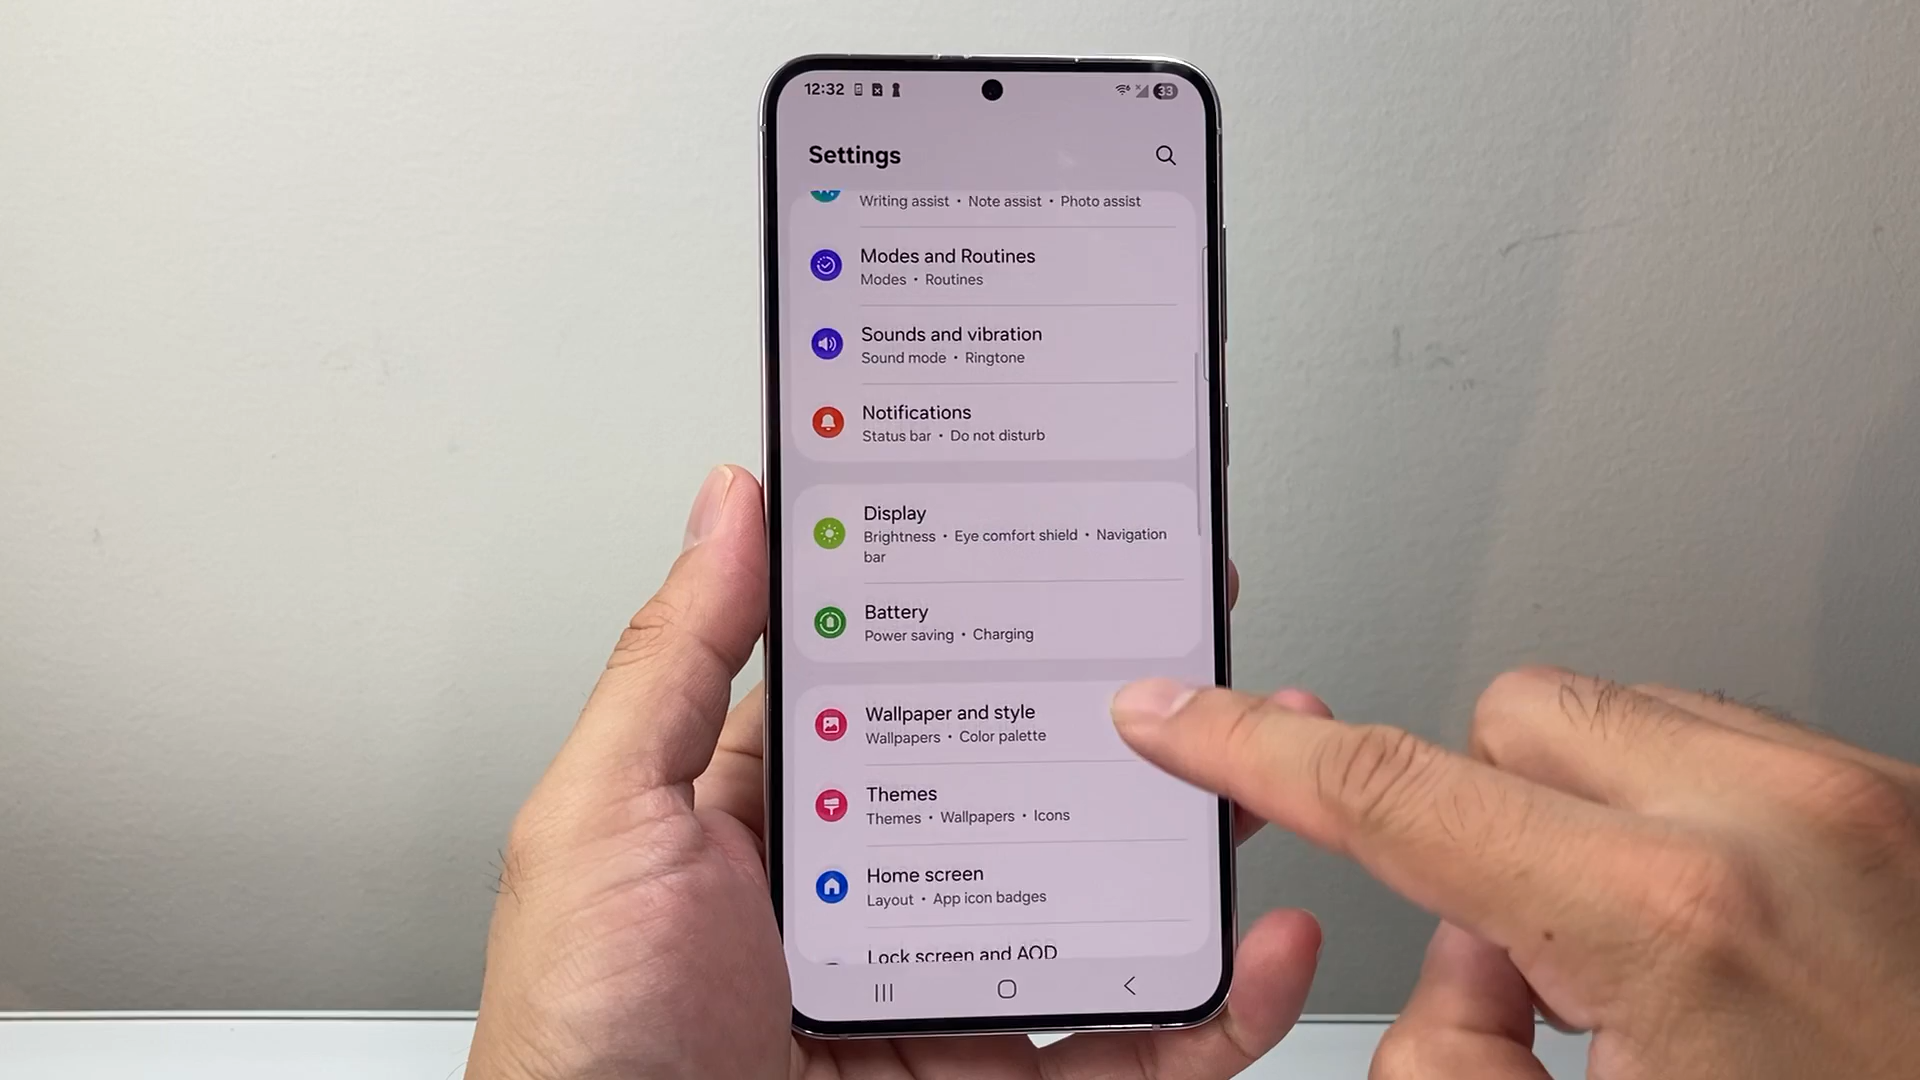 12:32
33
Settings
Writing assist • Note assist • Photo assist
Modes and Routines
Modes • Routines
Sounds and vibration
Sound mode • Ringtone
Notifications
Status bar • Do not disturb
Display
Brightness • Eye comfort shield • Navigation
bar
Battery
Power saving • Charging
Wallpaper and style
Wallpapers • Color palette
Themes
Themes • Wallpapers • Icons
Home screen
Layout • App icon badges
Lock screen and AOD